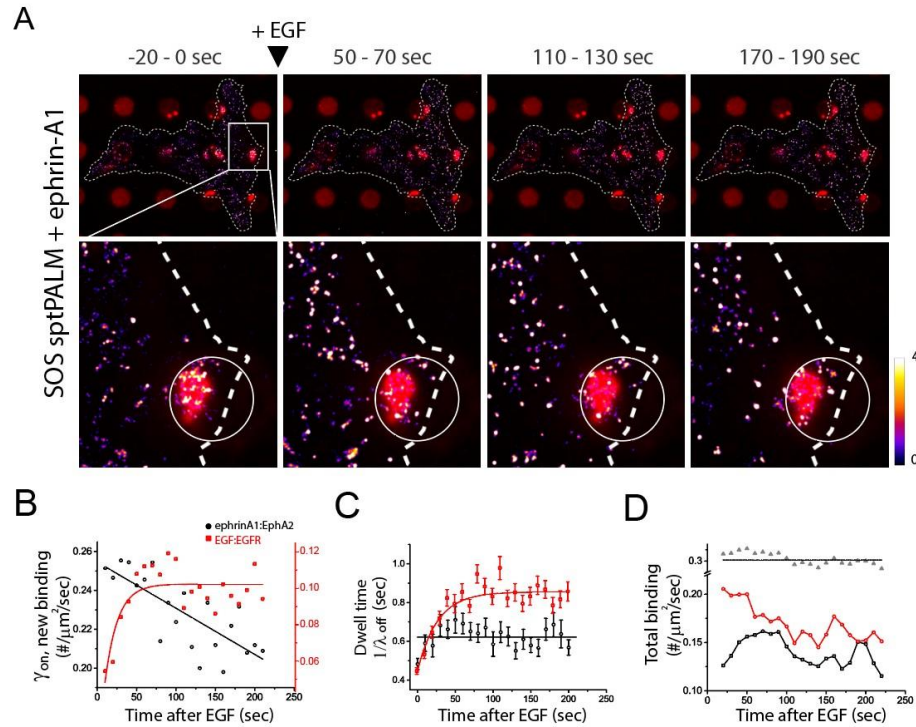 A
+ EGF
-20 - 0 sec
50 - 70 sec
110 - 130 sec
170 - 190 sec
SOS sptPALM + ephrin-A1
4
0
B
γon, new binding
(#/μm²/sec)
0.26
0.24
0.22
0.20
ephrinA1:EphA2
EGF:EGFR
0.12
0.10
0.08
0.06
0 50 100 150 200 250
Time after EGF (sec)
C
Dwell time
1/λ off (sec)
1.0
0.8
0.6
0.4
0 50 100 150 200 250
Time after EGF (sec)
D
Total binding
(#/μm²/sec)
0.3
0.20
0.15
0.10
0 50 100 150 200 250
Time after EGF (sec)